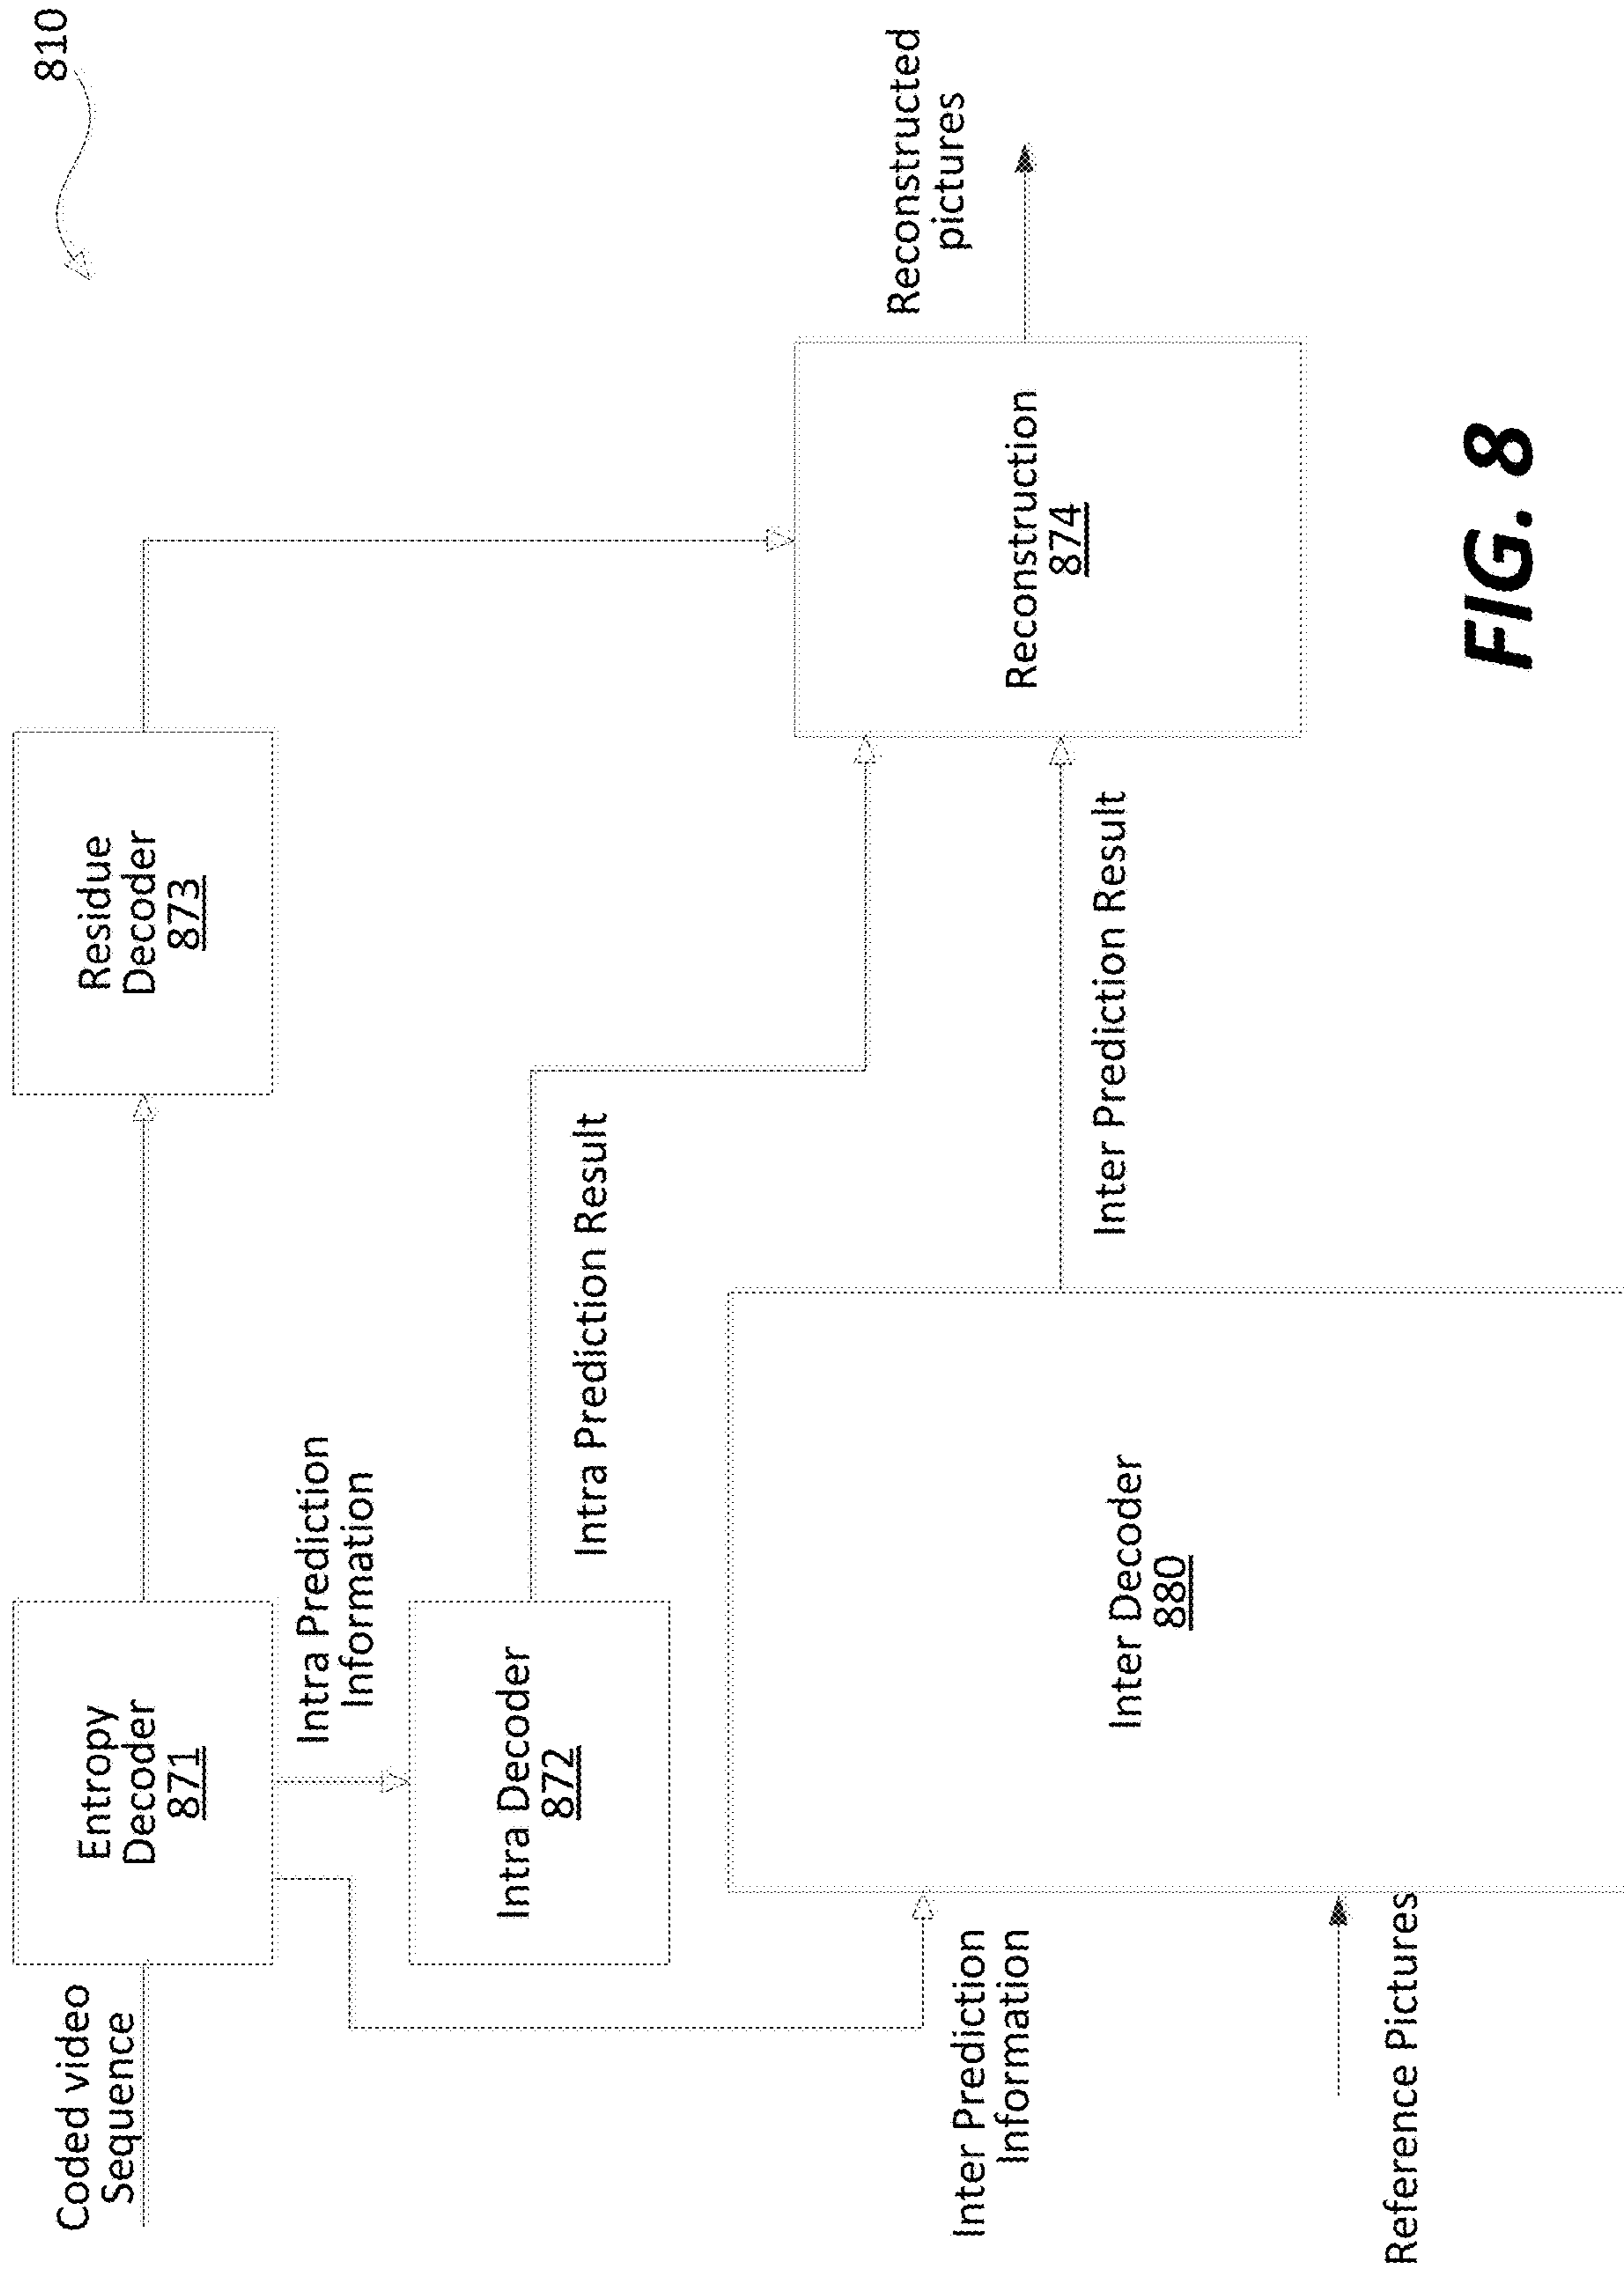 810
Coded video
Sequence
Entropy
Decoder
871
Residue
Decoder
873
Intra Prediction
Information
Intra Decoder
872
Intra Prediction Result
Inter Prediction
Information
Inter Decoder
880
Inter Prediction Result
Reference Pictures
Reconstruction
874
Reconstructed
pictures
FIG. 8